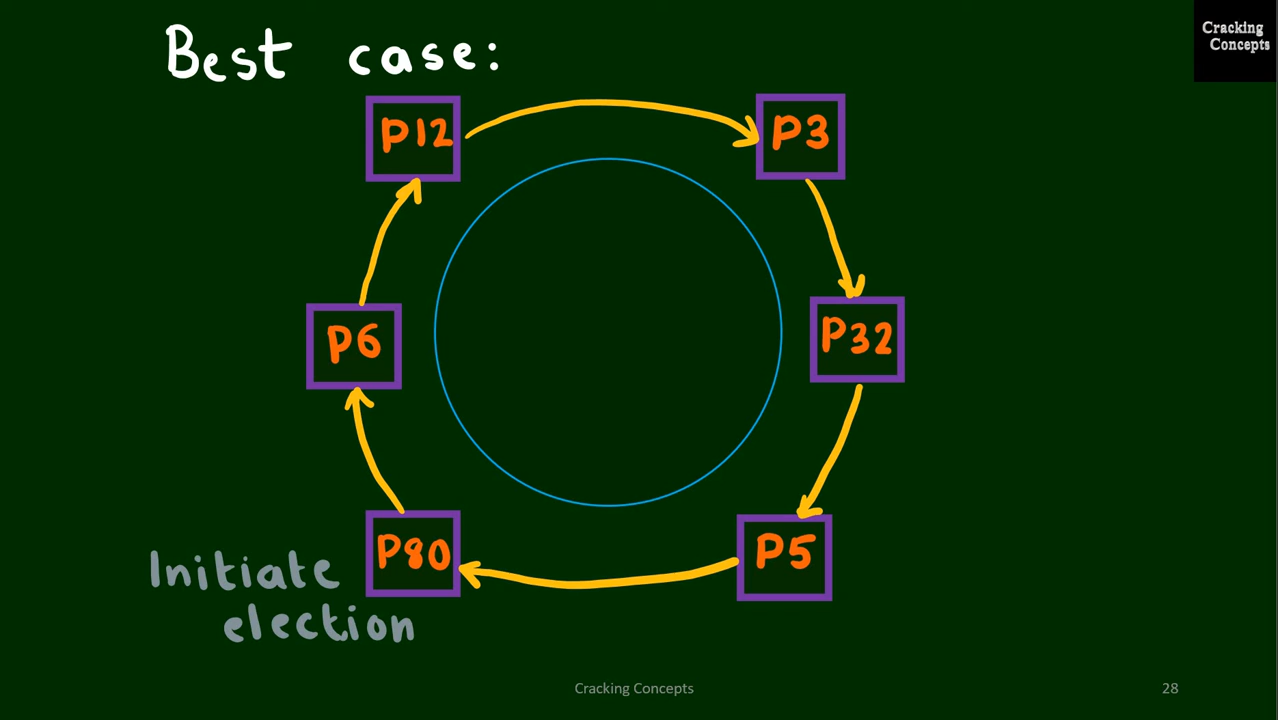 Best case:
Cracking
Concepts
P12
P3
P6
P32
P80
P5
Initiate
election
Cracking Concepts
28